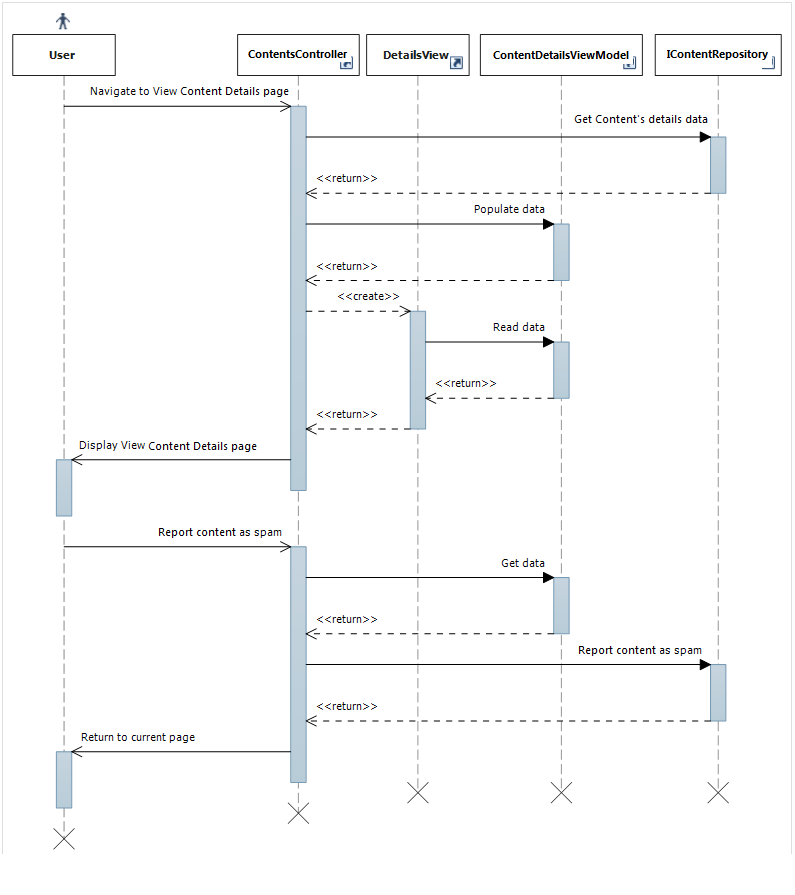 User
ContentsController
DetailsView
ContentDetailsViewModel
IContentRepository
Navigate to View Content Details page
Get Content's details data
<<return>>
Populate data
<<return>>
<<create>>
Read data
<<return>>
<<return>>
Display View Content Details page
Report content as spam
Get data
<<return>>
Report content as spam
<<return>>
Return to current page